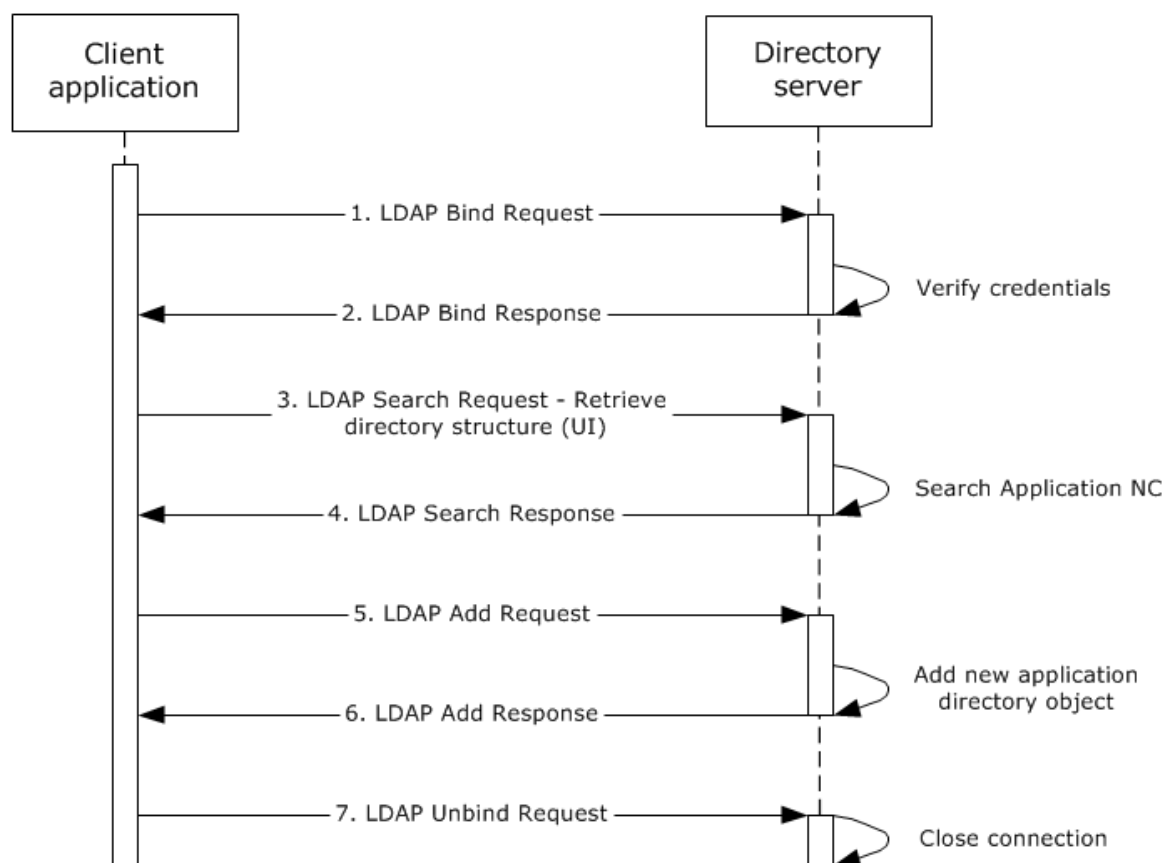 Client
application
Directory
server
1. LDAP Bind Request
Verify credentials
2. LDAP Bind Response
3. LDAP Search Request - Retrieve
directory structure (UI)
Search Application NC
4. LDAP Search Response
5. LDAP Add Request
Add new application
directory object
6. LDAP Add Response
7. LDAP Unbind Request
Close connection